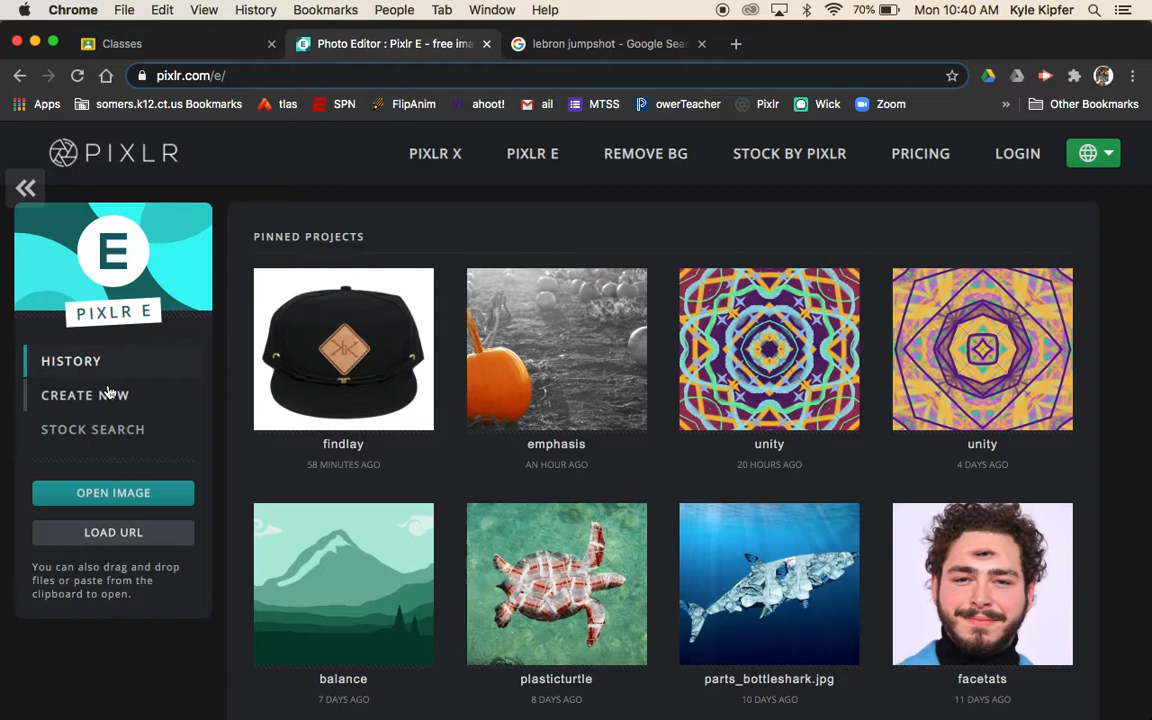 Chrome File Edit View History Bookmarks People Tab Window Help 70% Mon 10:40 AM Kyle Kipfer
Classes Photo Editor : Pixlr E - free ima lebron jumpshot - Google Sear
pixlr.com/e/
Apps somers.k12.ct.us Bookmarks tlas SPN FlipAnim ahoot! ail MTSS owerTeacher Pixlr Wick Zoom » Other Bookmarks
PIXLR PIXLR X PIXLR E REMOVE BG STOCK BY PIXLR PRICING LOGIN
E
PIXLR E
HISTORY
CREATE NEW
STOCK SEARCH
OPEN IMAGE
LOAD URL
You can also drag and drop
files or paste from the
clipboard to open.
PINNED PROJECTS
findlay emphasis unity unity
58 MINUTES AGO AN HOUR AGO 20 HOURS AGO 4 DAYS AGO
balance plasticturtle parts_bottleshark.jpg facetats
7 DAYS AGO 8 DAYS AGO 10 DAYS AGO 11 DAYS AGO